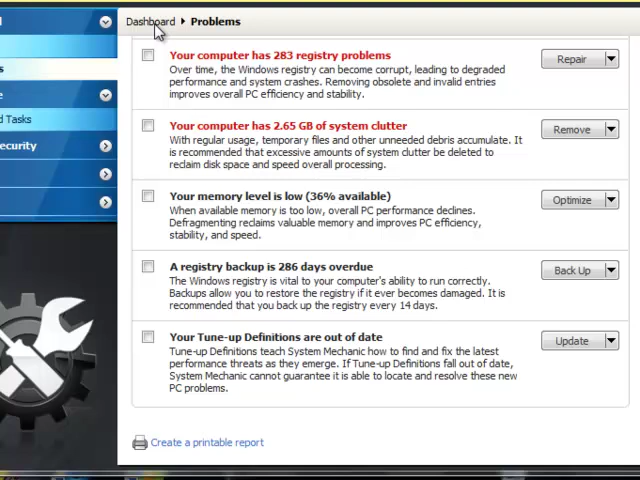 Dashboard Problems
Your computer has 283 registry problems
Repair
Over time, the Windows registry can become corrupt, leading to degraded
performance and system crashes. Removing obsolete and invalid entries
improves overall PC efficiency and stability.
Your computer has 2.65 GB of system clutter
Remove
With regular usage, temporary files and other unneeded debris accumulate. It
is recommended that excessive amounts of system clutter be deleted to
reclaim disk space and speed overall processing.
Your memory level is low (36% available)
Optimize
When available memory is too low, overall PC performance declines.
Defragmenting reclaims valuable memory and improves PC efficiency,
stability, and speed.
A registry backup is 286 days overdue
Back Up
The Windows registry is vital to your computer's ability to run correctly.
Backups allow you to restore the registry if it ever becomes damaged. It is
recommended that you back up the registry every 14 days.
Your Tune-up Definitions are out of date
Update
Tune-up Definitions teach System Mechanic how to find and fix the latest
performance threats as they emerge. If Tune-up Definitions fall out of date,
System Mechanic cannot guarantee it is able to locate and resolve these new
PC problems.
Create a printable report
s
e
d Tasks
ecurity